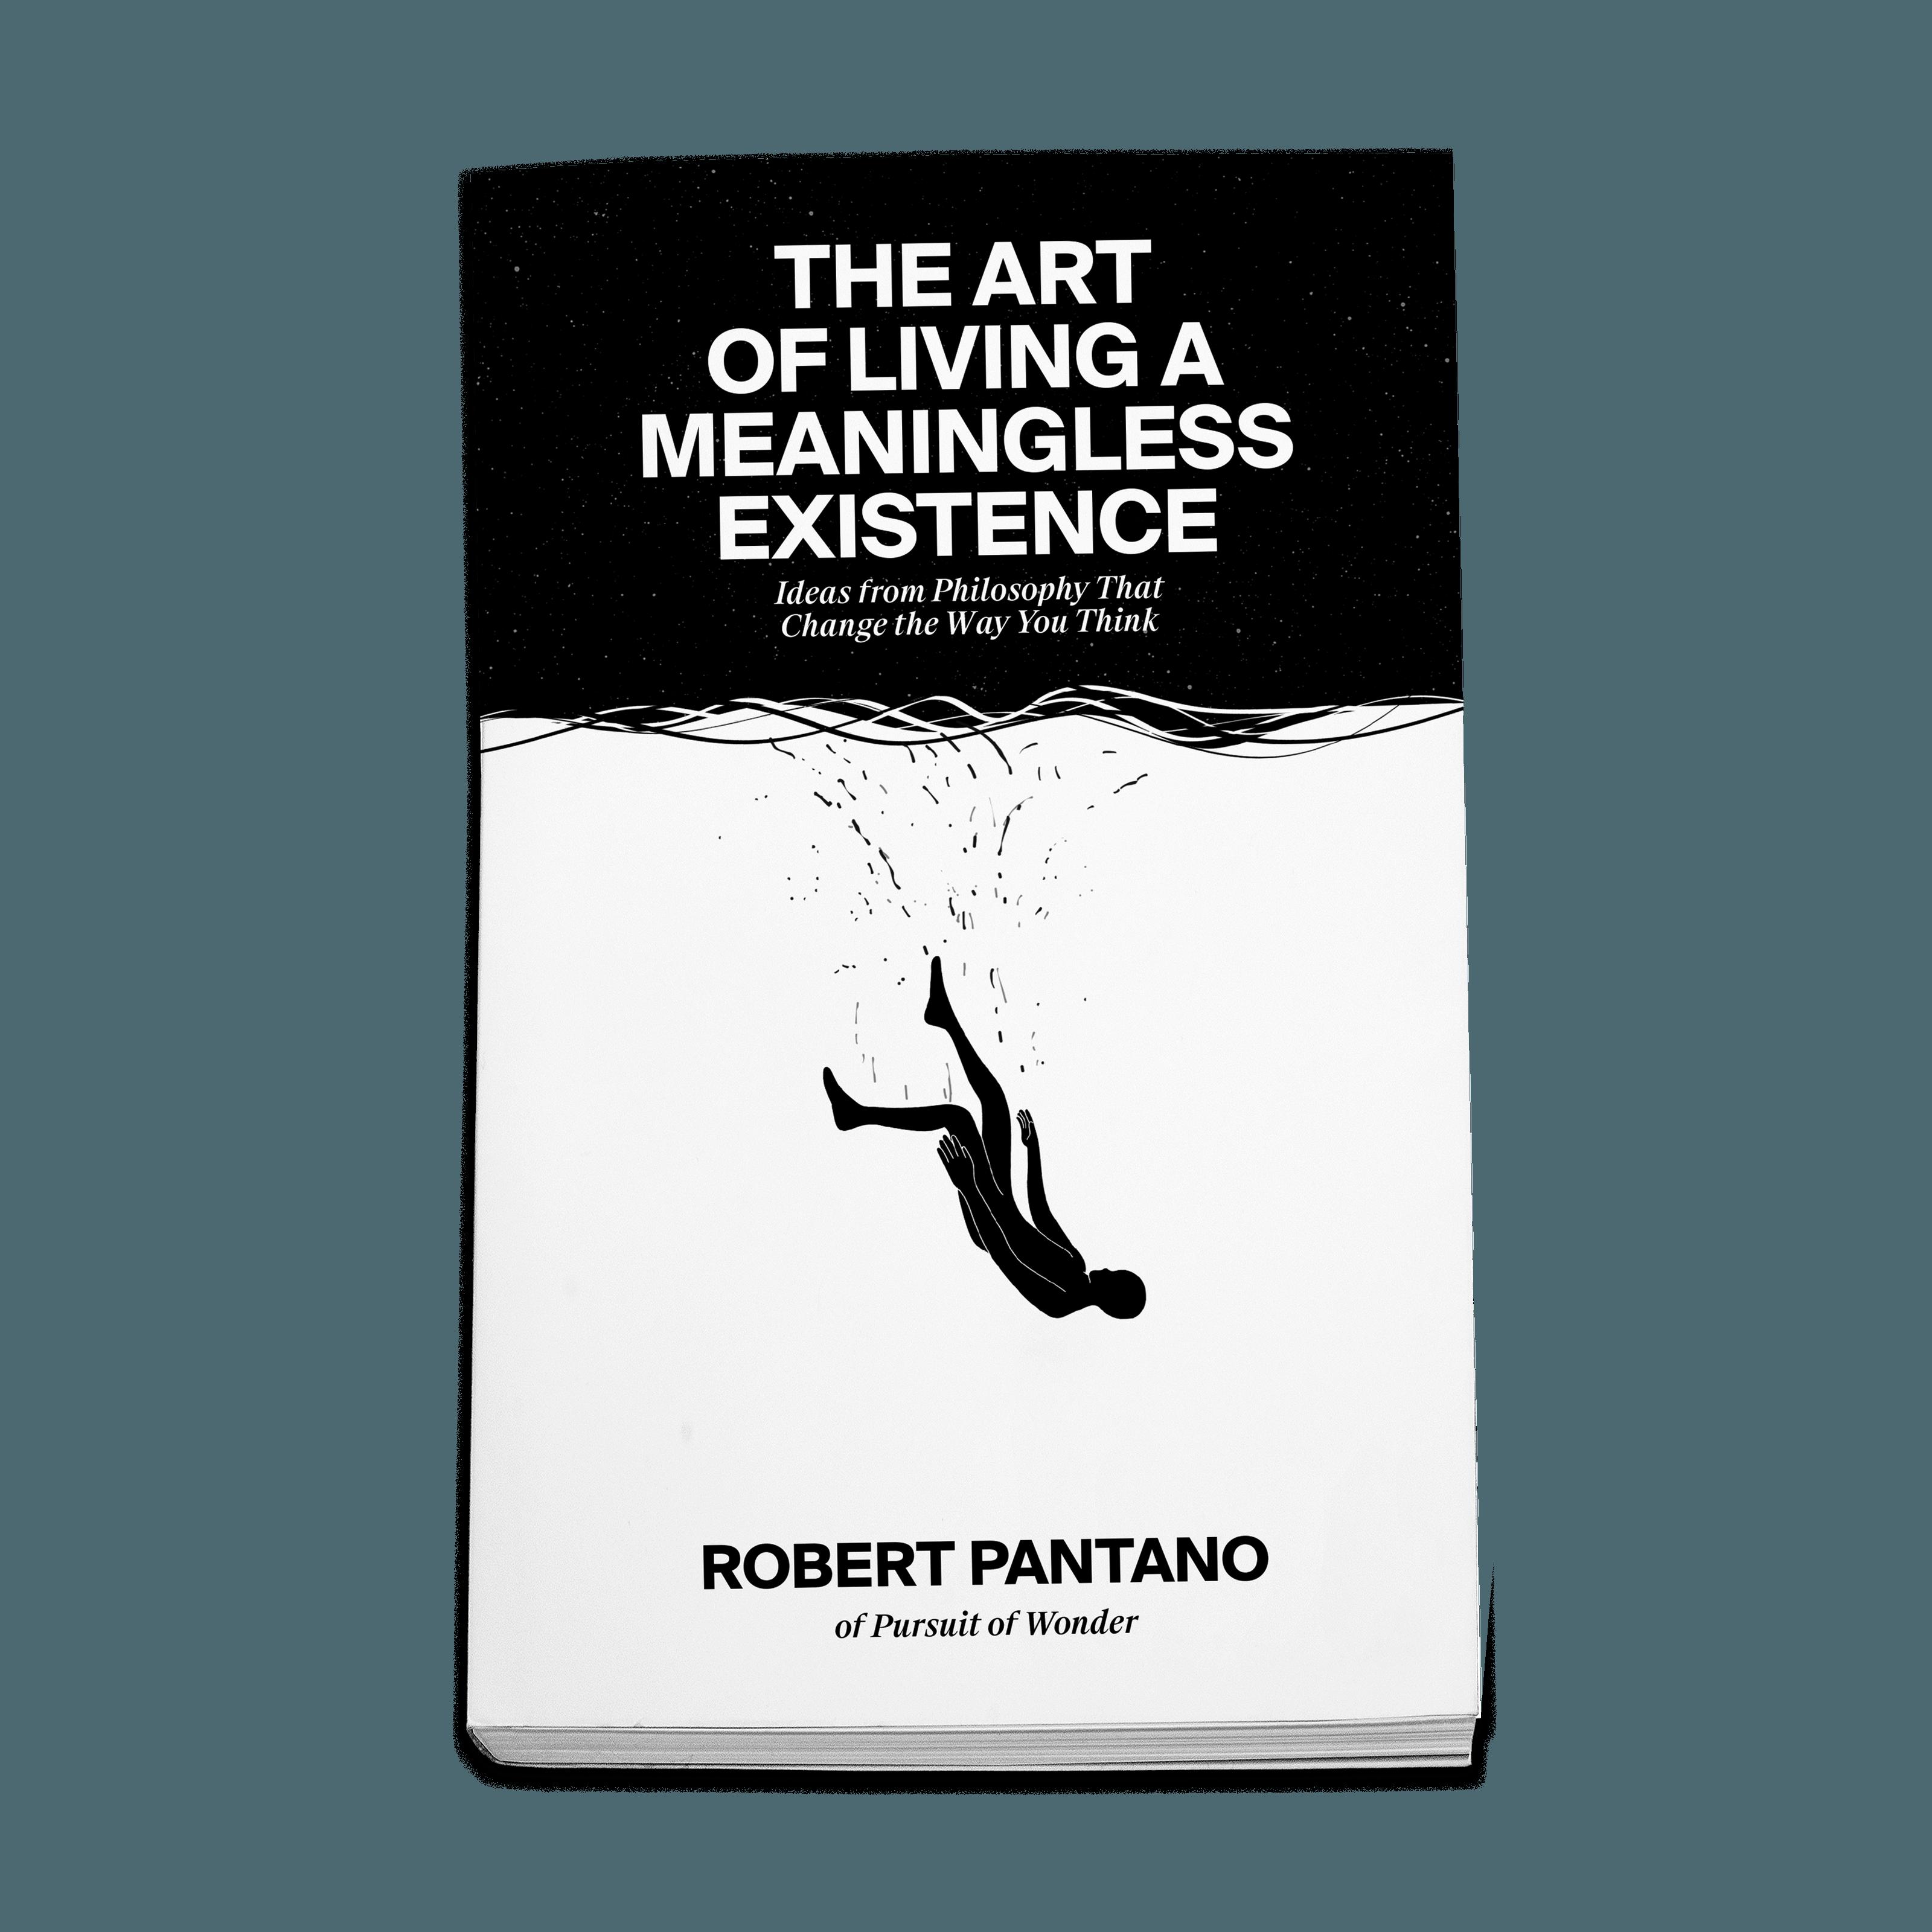 THE ART
OF LIVING A
MEANINGLESS
EXISTENCE
Ideas from Philosophy That
Change the Way You Think
ROBERT PANTANO
of Pursuit of Wonder